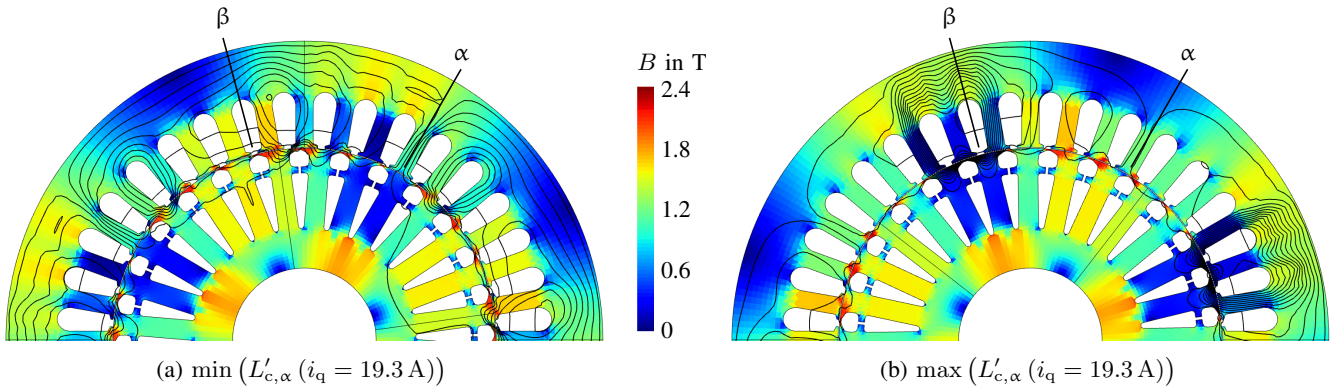 β
α
B in T
2.4
1.8
1.2
0.6
0
β
α
(a) min (L′c,α (iq = 19.3 A))
(b) max (L′c,α (iq = 19.3 A))